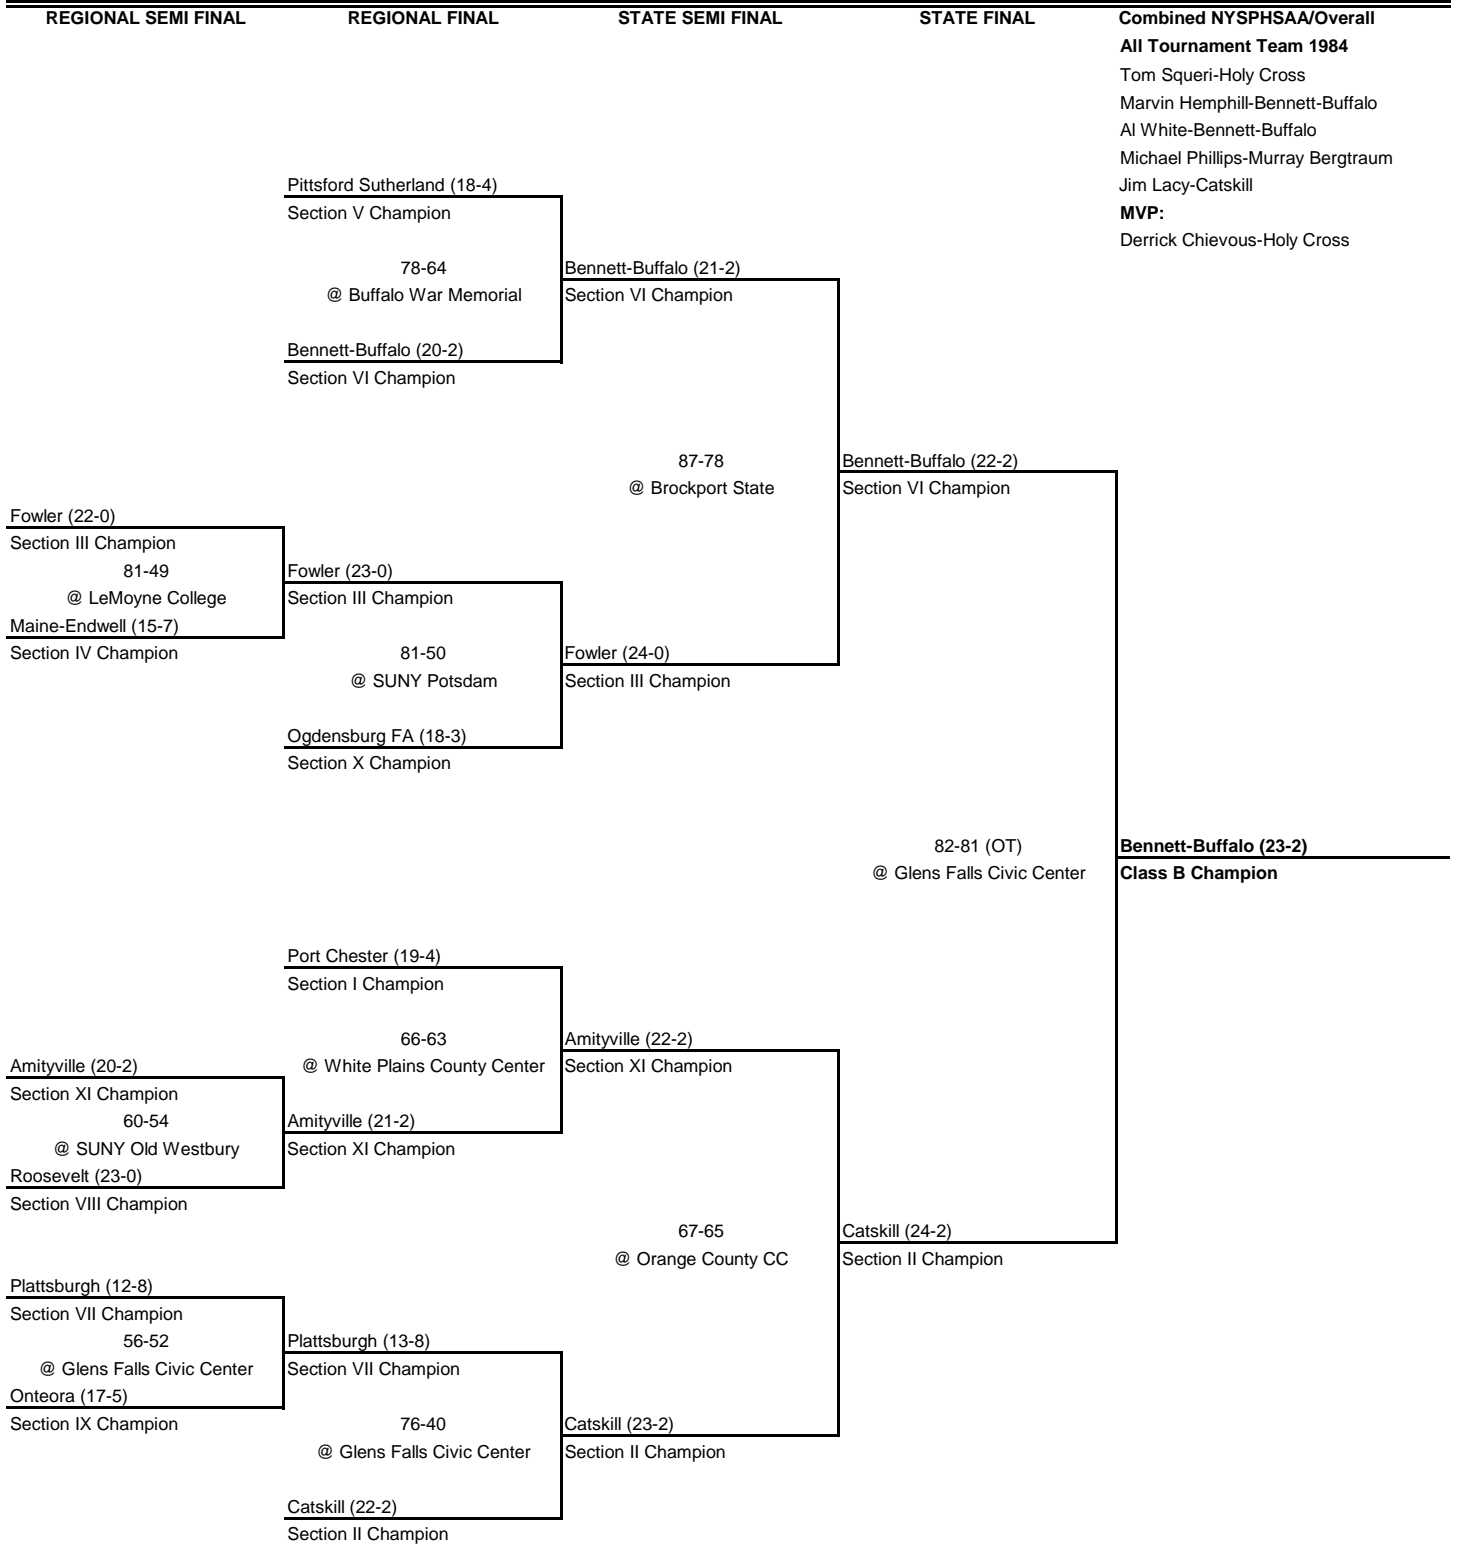 REGIONAL SEMI FINAL
REGIONAL FINAL
STATE SEMI FINAL
STATE FINAL
Combined NYSPHSAA/Overall
All Tournament Team 1984
Tom Squeri-Holy Cross
Marvin Hemphill-Bennett-Buffalo
Al White-Bennett-Buffalo
Michael Phillips-Murray Bergtraum
Jim Lacy-Catskill
MVP:
Derrick Chievous-Holy Cross
Pittsford Sutherland (18-4)
Section V Champion
78-64
@ Buffalo War Memorial
Bennett-Buffalo (20-2)
Section VI Champion
Bennett-Buffalo (21-2)
Section VI Champion
87-78
@ Brockport State
Bennett-Buffalo (22-2)
Section VI Champion
Fowler (22-0)
Section III Champion
81-49
@ LeMoyne College
Maine-Endwell (15-7)
Section IV Champion
Fowler (23-0)
Section III Champion
81-50
@ SUNY Potsdam
Ogdensburg FA (18-3)
Section X Champion
Fowler (24-0)
Section III Champion
82-81 (OT)
@ Glens Falls Civic Center
Bennett-Buffalo (23-2)
Class B Champion
Port Chester (19-4)
Section I Champion
66-63
@ White Plains County Center
Amityville (20-2)
Section XI Champion
60-54
@ SUNY Old Westbury
Roosevelt (23-0)
Section VIII Champion
Amityville (21-2)
Section XI Champion
Amityville (22-2)
Section XI Champion
67-65
@ Orange County CC
Catskill (24-2)
Section II Champion
Plattsburgh (12-8)
Section VII Champion
56-52
@ Glens Falls Civic Center
Onteora (17-5)
Section IX Champion
Plattsburgh (13-8)
Section VII Champion
76-40
@ Glens Falls Civic Center
Catskill (22-2)
Section II Champion
Catskill (23-2)
Section II Champion